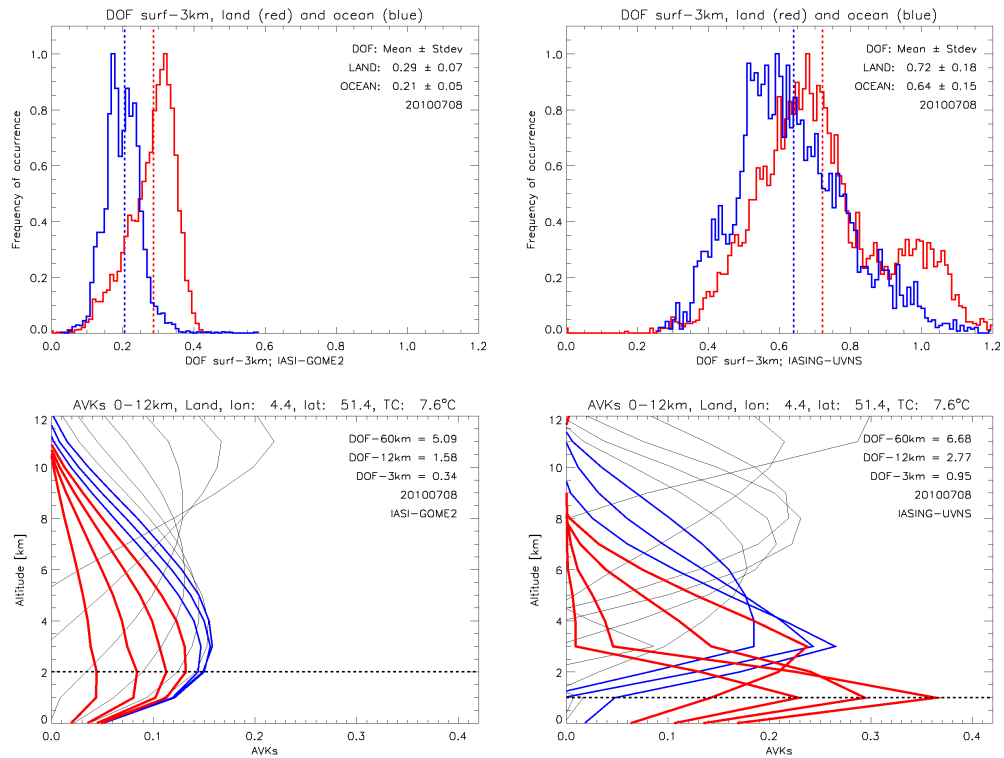 DOF surf-3km, land (red) and ocean (blue)
DOF: Mean ± Stdev
LAND: 0.29 ± 0.07
OCEAN: 0.21 ± 0.05
20100708
Frequency of occurrence
1.0
0.8
0.6
0.4
0.2
0.0
0.0 0.2 0.4 0.6 0.8 1.0 1.2
DOF surf-3km; IASI-GOME2
DOF surf-3km, land (red) and ocean (blue)
DOF: Mean ± Stdev
LAND: 0.72 ± 0.18
OCEAN: 0.64 ± 0.15
20100708
Frequency of occurrence
1.0
0.8
0.6
0.4
0.2
0.0
0.0 0.2 0.4 0.6 0.8 1.0 1.2
DOF surf-3km; IASING-UVNS
AVKs 0-12km, Land, lon: 4.4, lat: 51.4, TC: 7.6°C
DOF-60km = 5.09
DOF-12km = 1.58
DOF-3km = 0.34
20100708
IASI-GOME2
Altitude [km]
12
10
8
6
4
2
0
0.0 0.1 0.2 0.3 0.4
AVKs
AVKs 0-12km, Land, lon: 4.4, lat: 51.4, TC: 7.6°C
DOF-60km = 6.68
DOF-12km = 2.77
DOF-3km = 0.95
20100708
IASING-UVNS
Altitude [km]
12
10
8
6
4
2
0
0.0 0.1 0.2 0.3 0.4
AVKs